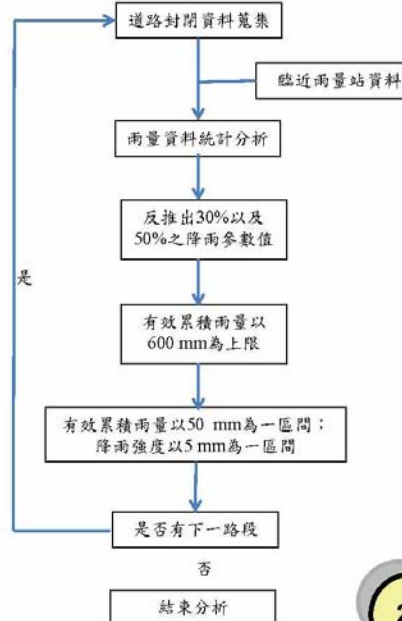 道路封閉資料蒐集
臨近雨量站資料
雨量資料統計分析
反推出30%以及
50%之降雨參數值
是
有效累積雨量以
600 mm為上限
有效累積雨量以50 mm為一區間；
降雨強度以5 mm為一區間
是否有下一路段
否
結束分析